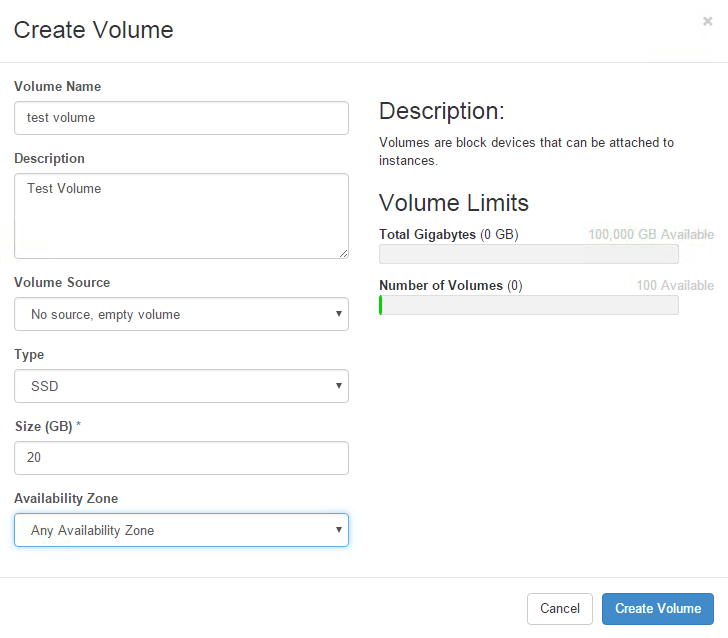 Create Volume
×
Volume Name
test volume
Description
Test Volume
Volume Source
No source, empty volume
Type
SSD
Size (GB) *
20
Availability Zone
Any Availability Zone
Description:
Volumes are block devices that can be attached to
instances.
Volume Limits
Total Gigabytes (0 GB) 100,000 GB Available
Number of Volumes (0) 100 Available
Cancel
Create Volume